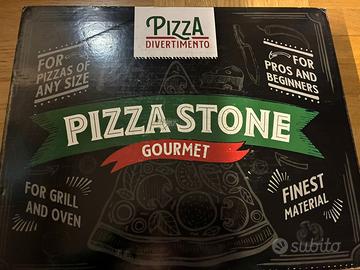 PIZZA
DIVERTIMENTO
FOR
PIZZAS OF
ANY SIZE
FOR
PROS AND
BEGINNERS
PIZZA STONE
GOURMET
FOR GRILL
AND OVEN
FINEST
MATERIAL
subito